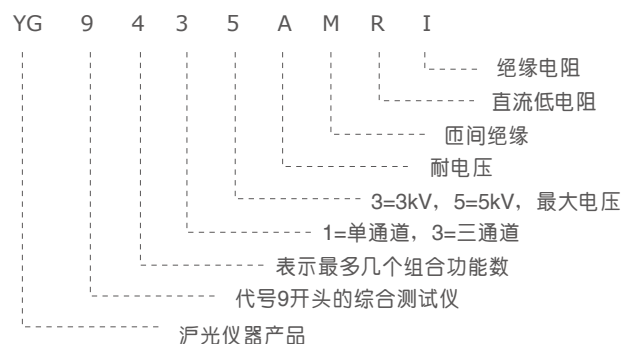 YG 9 4 3 5 A M R I
绝缘电阻
直流低电阻
匝间绝缘
耐电压
3=3kV，5=5kV，最大电压
1=单通道，3=三通道
表示最多几个组合功能数
代号9开头的综合测试仪
沪光仪器产品